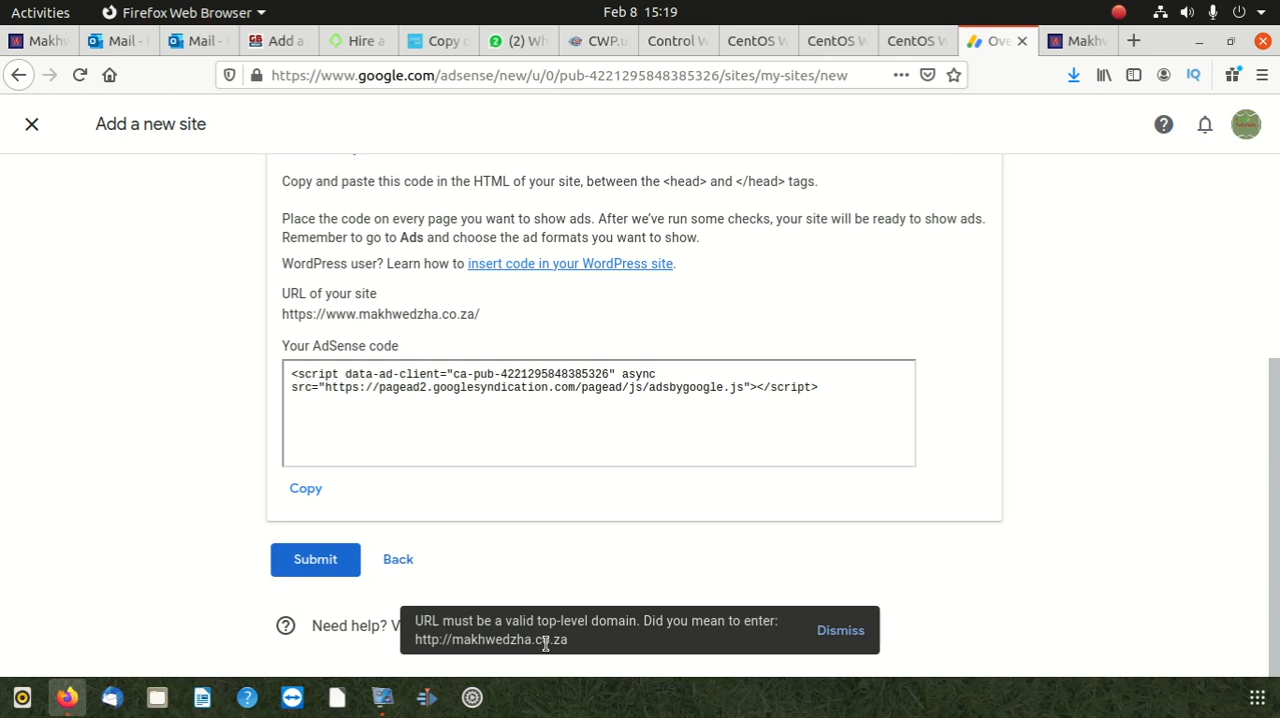 Activities
Firefox Web Browser
Feb 8 15:19
Makhw
Mail -
Mail -
GB
Add a
Hire a
Copy o
(2) Wh
CWP.u
Control W
CentOS W
CentOS W
CentOS W
Ove
Makhw
https://www.google.com/adsense/new/u/0/pub-4221295848385326/sites/my-sites/new
IQ
Add a new site
Copy and paste this code in the HTML of your site, between the <head> and </head> tags.
Place the code on every page you want to show ads. After we've run some checks, your site will be ready to show ads.
Remember to go to Ads and choose the ad formats you want to show.
WordPress user? Learn how to insert code in your WordPress site.
URL of your site
https://www.makhwedzha.co.za/
Your AdSense code
<script data-ad-client="ca-pub-4221295848385326" async
src="https://pagead2.googlesyndication.com/pagead/js/adsbygoogle.js"></script>
Copy
Submit
Back
Need help? V
URL must be a valid top-level domain. Did you mean to enter:
http://makhwedzha.co.za
Dismiss